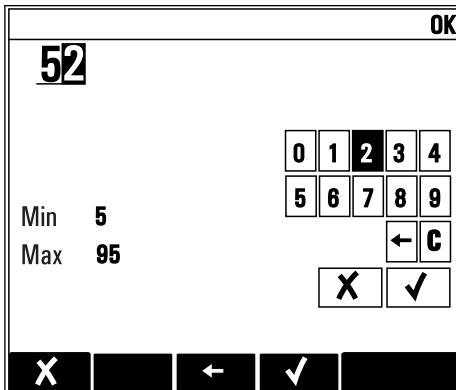 OK
52
0 1 2 3 4
5 6 7 8 9
Min 5
← C
Max 95
✗ ✓
✗ ← ✓